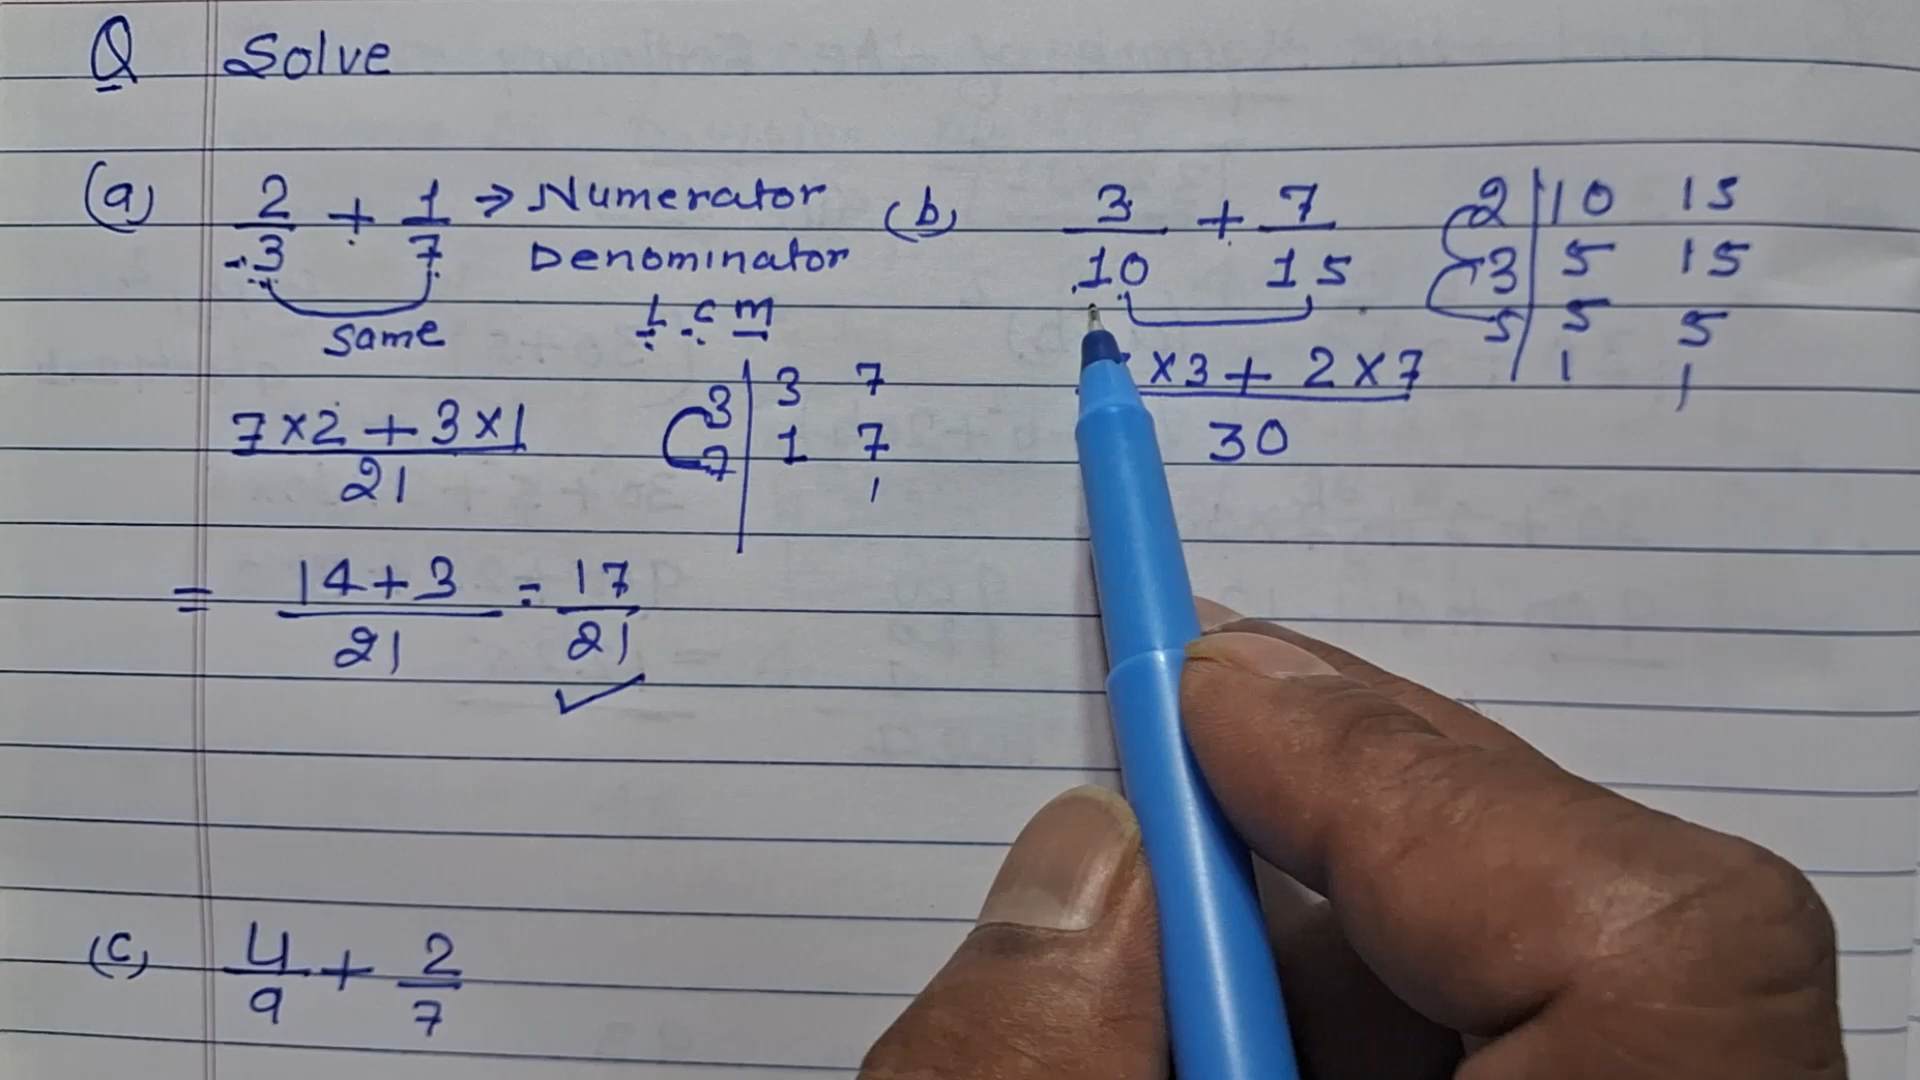 Q Solve
(a) 2/3 + 1/7 → Numerator
Denominator
same
L.C.M
7×2 + 3×1 / 21
3 | 3 7
7 | 1 7
1
= 14+3 / 21 = 17/21 ✓
(b) 3/10 + 7/15
2 | 10 15
3 | 5 15
5 | 5 5
1 1
×3 + 2×7 / 30
(c) 4/9 + 2/7